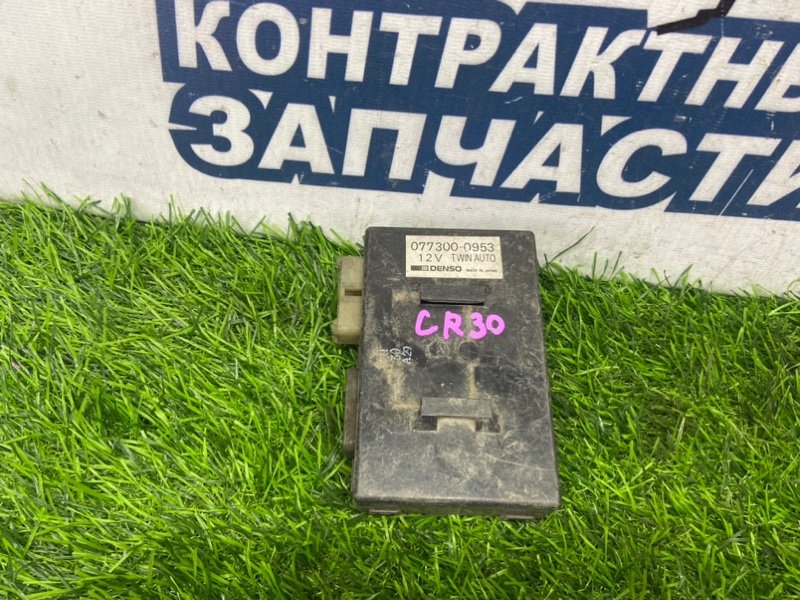 КОНТРАКТНЫ
ЗАПЧАСТИ
077300-0953
12V TWIN AUTO
DENSO MADE IN JAPAN
CR30